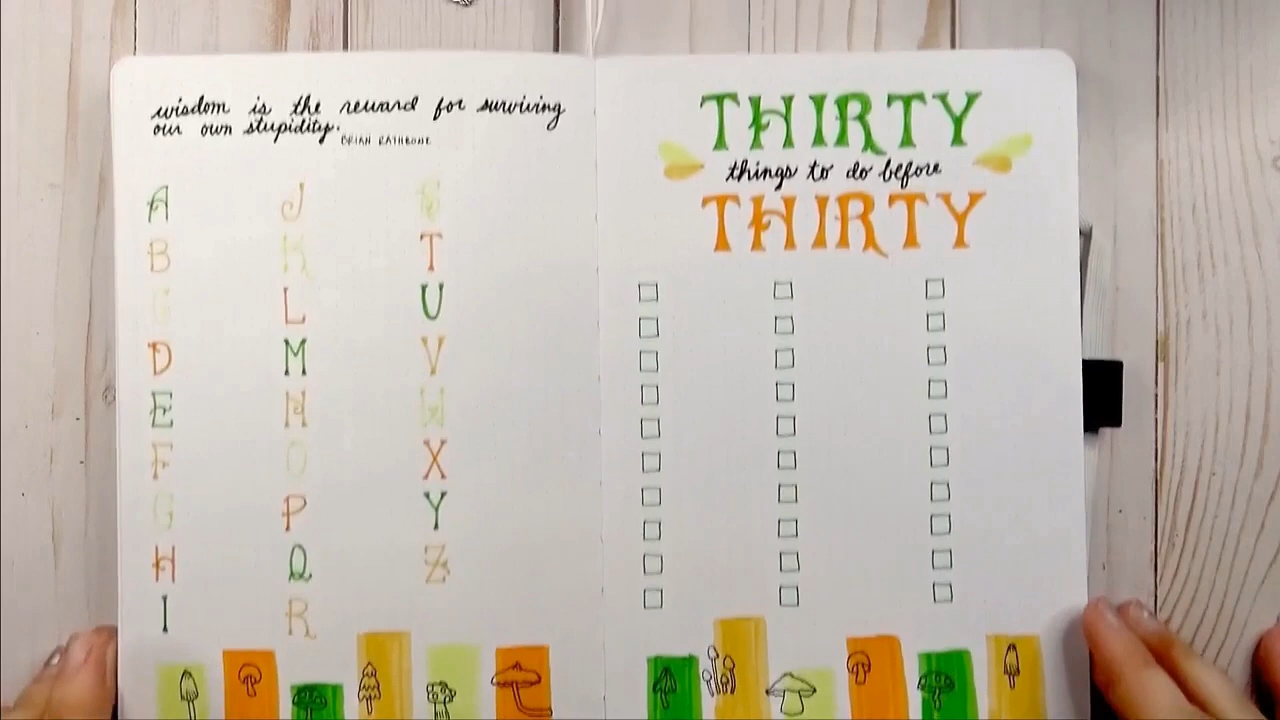 wisdom is the reward for surviving
our own stupidity.
BRIAN RATHBONE
A
B
C
D
E
F
G
H
I
J
K
L
M
N
O
P
Q
R
S
T
U
V
W
X
Y
Z
THIRTY
things to do before
THIRTY